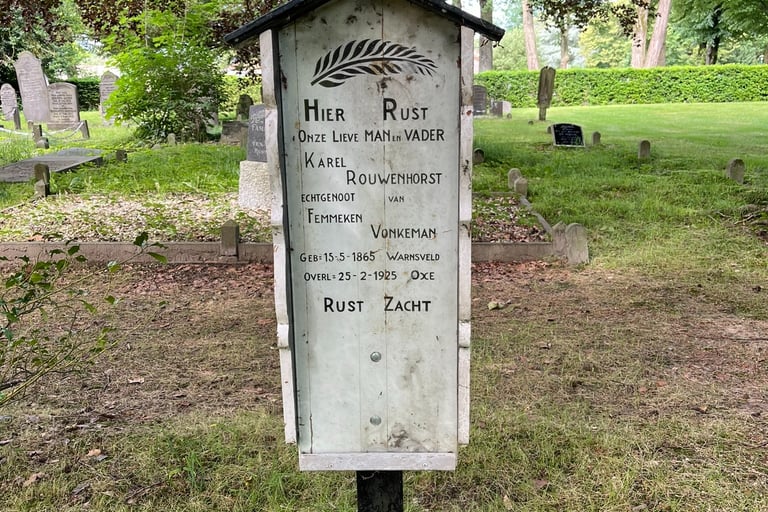 Hier Rust
Onze Lieve MAN en VADER
Karel
Rouwenhorst
echtgenoot van
Femmeken
Vonkeman
Geb= 15-5-1865 Warnsveld
Overl= 25-2-1925 Oxe
Rust Zacht